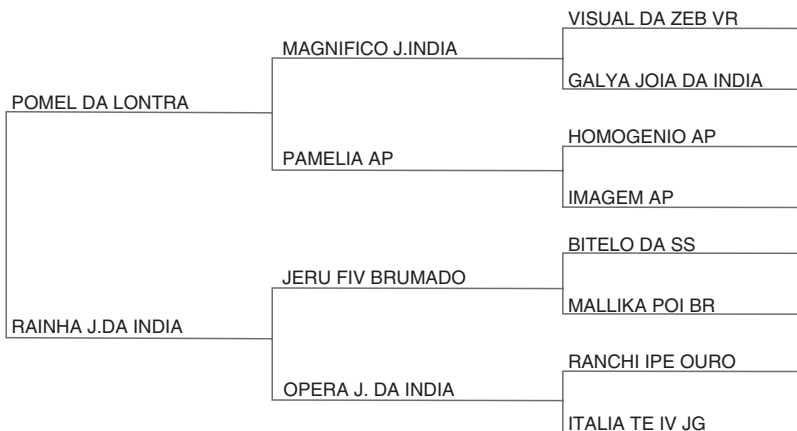 VISUAL DA ZEB VR
MAGNIFICO J.INDIA
GALYA JOIA DA INDIA
POMEL DA LONTRA
HOMOGENIO AP
PAMELIA AP
IMAGEM AP
BITELO DA SS
JERU FIV BRUMADO
MALLIKA POI BR
RAINHA J.DA INDIA
RANCHI IPE OURO
OPERA J. DA INDIA
ITALIA TE IV JG